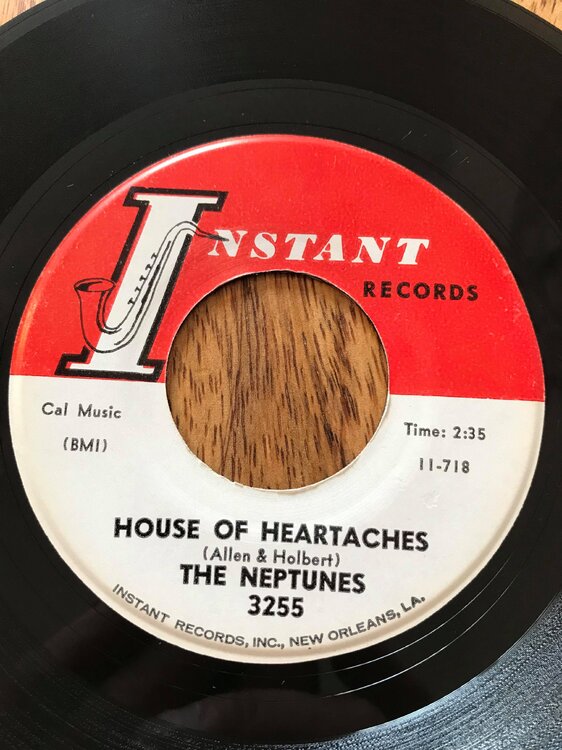 INSTANT
RECORDS
Cal Music
(BMI)
Time: 2:35
11-718
HOUSE OF HEARTACHES
(Allen & Holbert)
THE NEPTUNES
3255
INSTANT RECORDS, INC., NEW ORLEANS, LA.